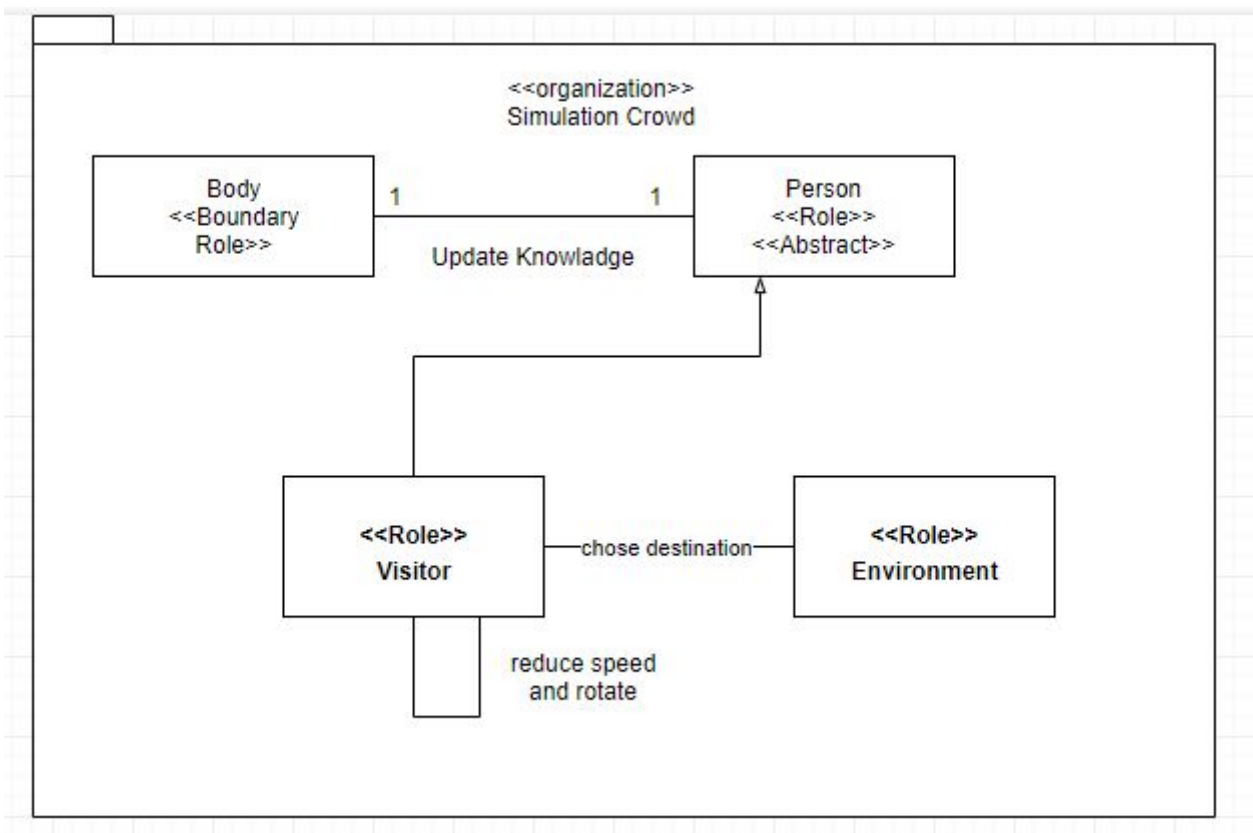 <<organization>>
Simulation Crowd
Body
<<Boundary
Role>>
1
1
Person
<<Role>>
<<Abstract>>
Update Knowladge
<<Role>>
Visitor
chose destination
<<Role>>
Environment
reduce speed
and rotate